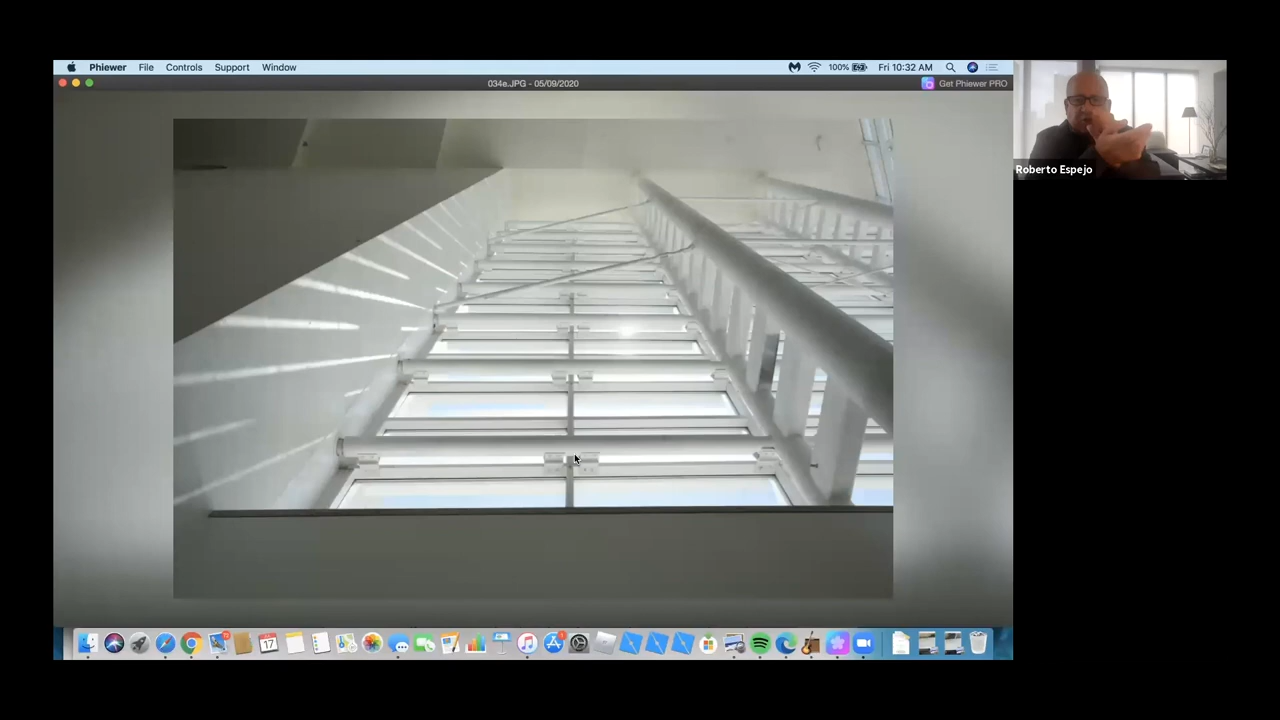 Phiewer File Controls Support Window 100% Fri 10:32 AM
034e.JPG - 05/09/2020 Get Phiewer PRO
Roberto Espejo
17